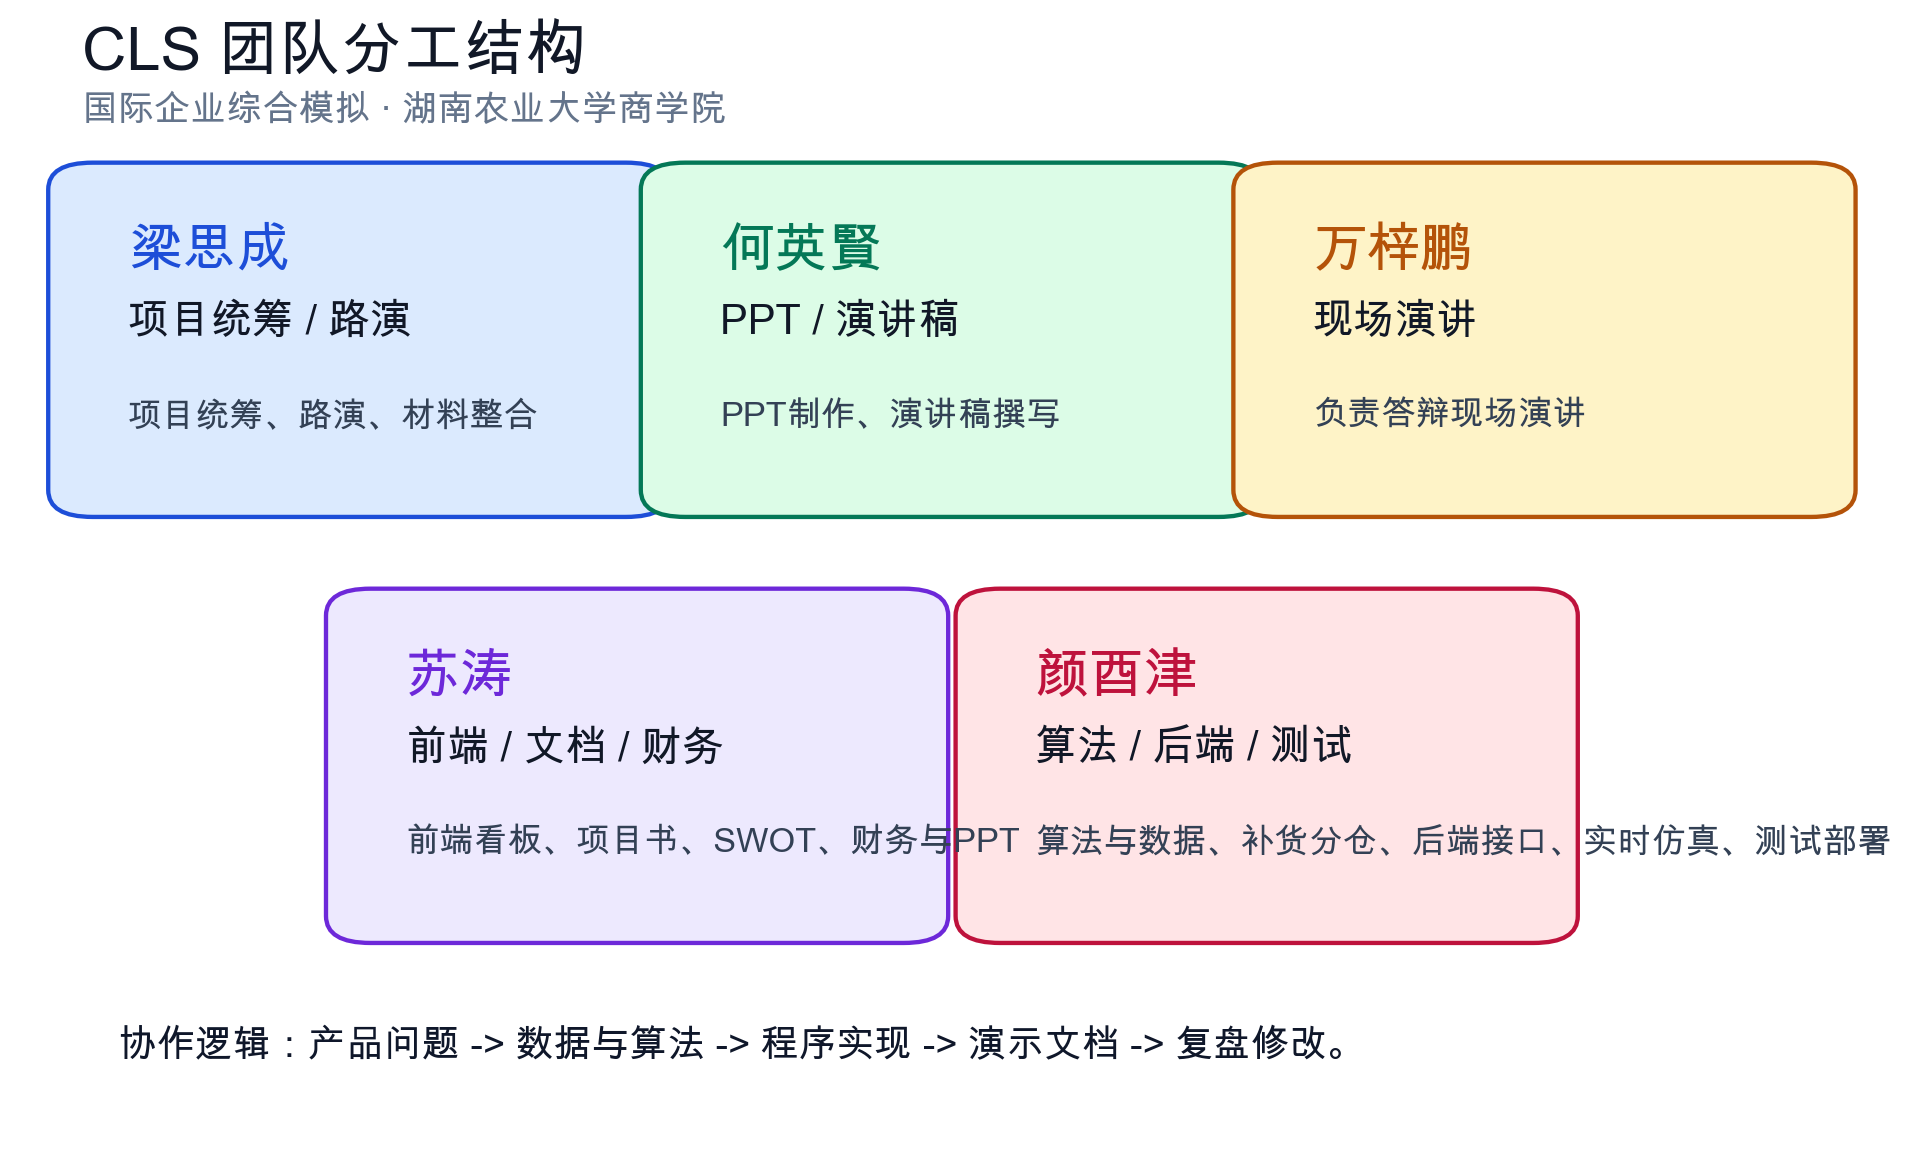 CLS 团队分工结构
国际企业综合模拟 · 湖南农业大学商学院
梁思成
项目统筹 / 路演
项目统筹、路演、材料整合
何英賢
PPT / 演讲稿
PPT制作、演讲稿撰写
万梓鹏
现场演讲
负责答辩现场演讲
苏涛
前端 / 文档 / 财务
前端看板、项目书、SWOT、财务与PPT
颜酉津
算法 / 后端 / 测试
算法与数据、补货分仓、后端接口、实时仿真、测试部署
协作逻辑：产品问题 -> 数据与算法 -> 程序实现 -> 演示文档 -> 复盘修改。